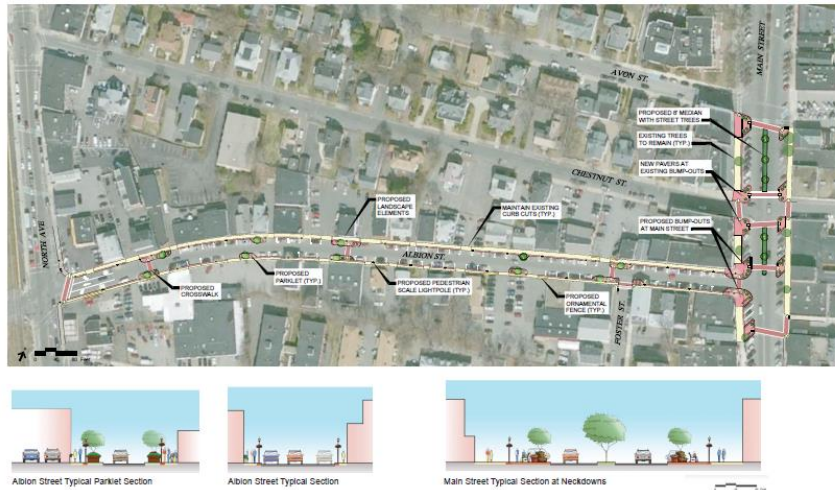 MAIN STREET
AVON ST.
PROPOSED 8' MEDIAN
WITH STREET TREES
EXISTING TREES
TO REMAIN (TYP.)
NEW PAVERS AT
EXISTING BUMP-OUTS
CHESTNUT ST.
PROPOSED
LANDSCAPE
ELEMENTS
MAINTAIN EXISTING
CURB CUTS (TYP.)
PROPOSED BUMP-OUTS
AT MAIN STREET
NORTH AVE
ALBION ST.
PROPOSED
CROSSWALK
PROPOSED
PARKLET (TYP.)
PROPOSED PEDESTRIAN
SCALE LIGHTPOLE (TYP.)
PROPOSED
ORNAMENTAL
FENCE (TYP.)
FOSTER ST.
Albion Street Typical Parklet Section
Albion Street Typical Section
Main Street Typical Section at Neckdowns